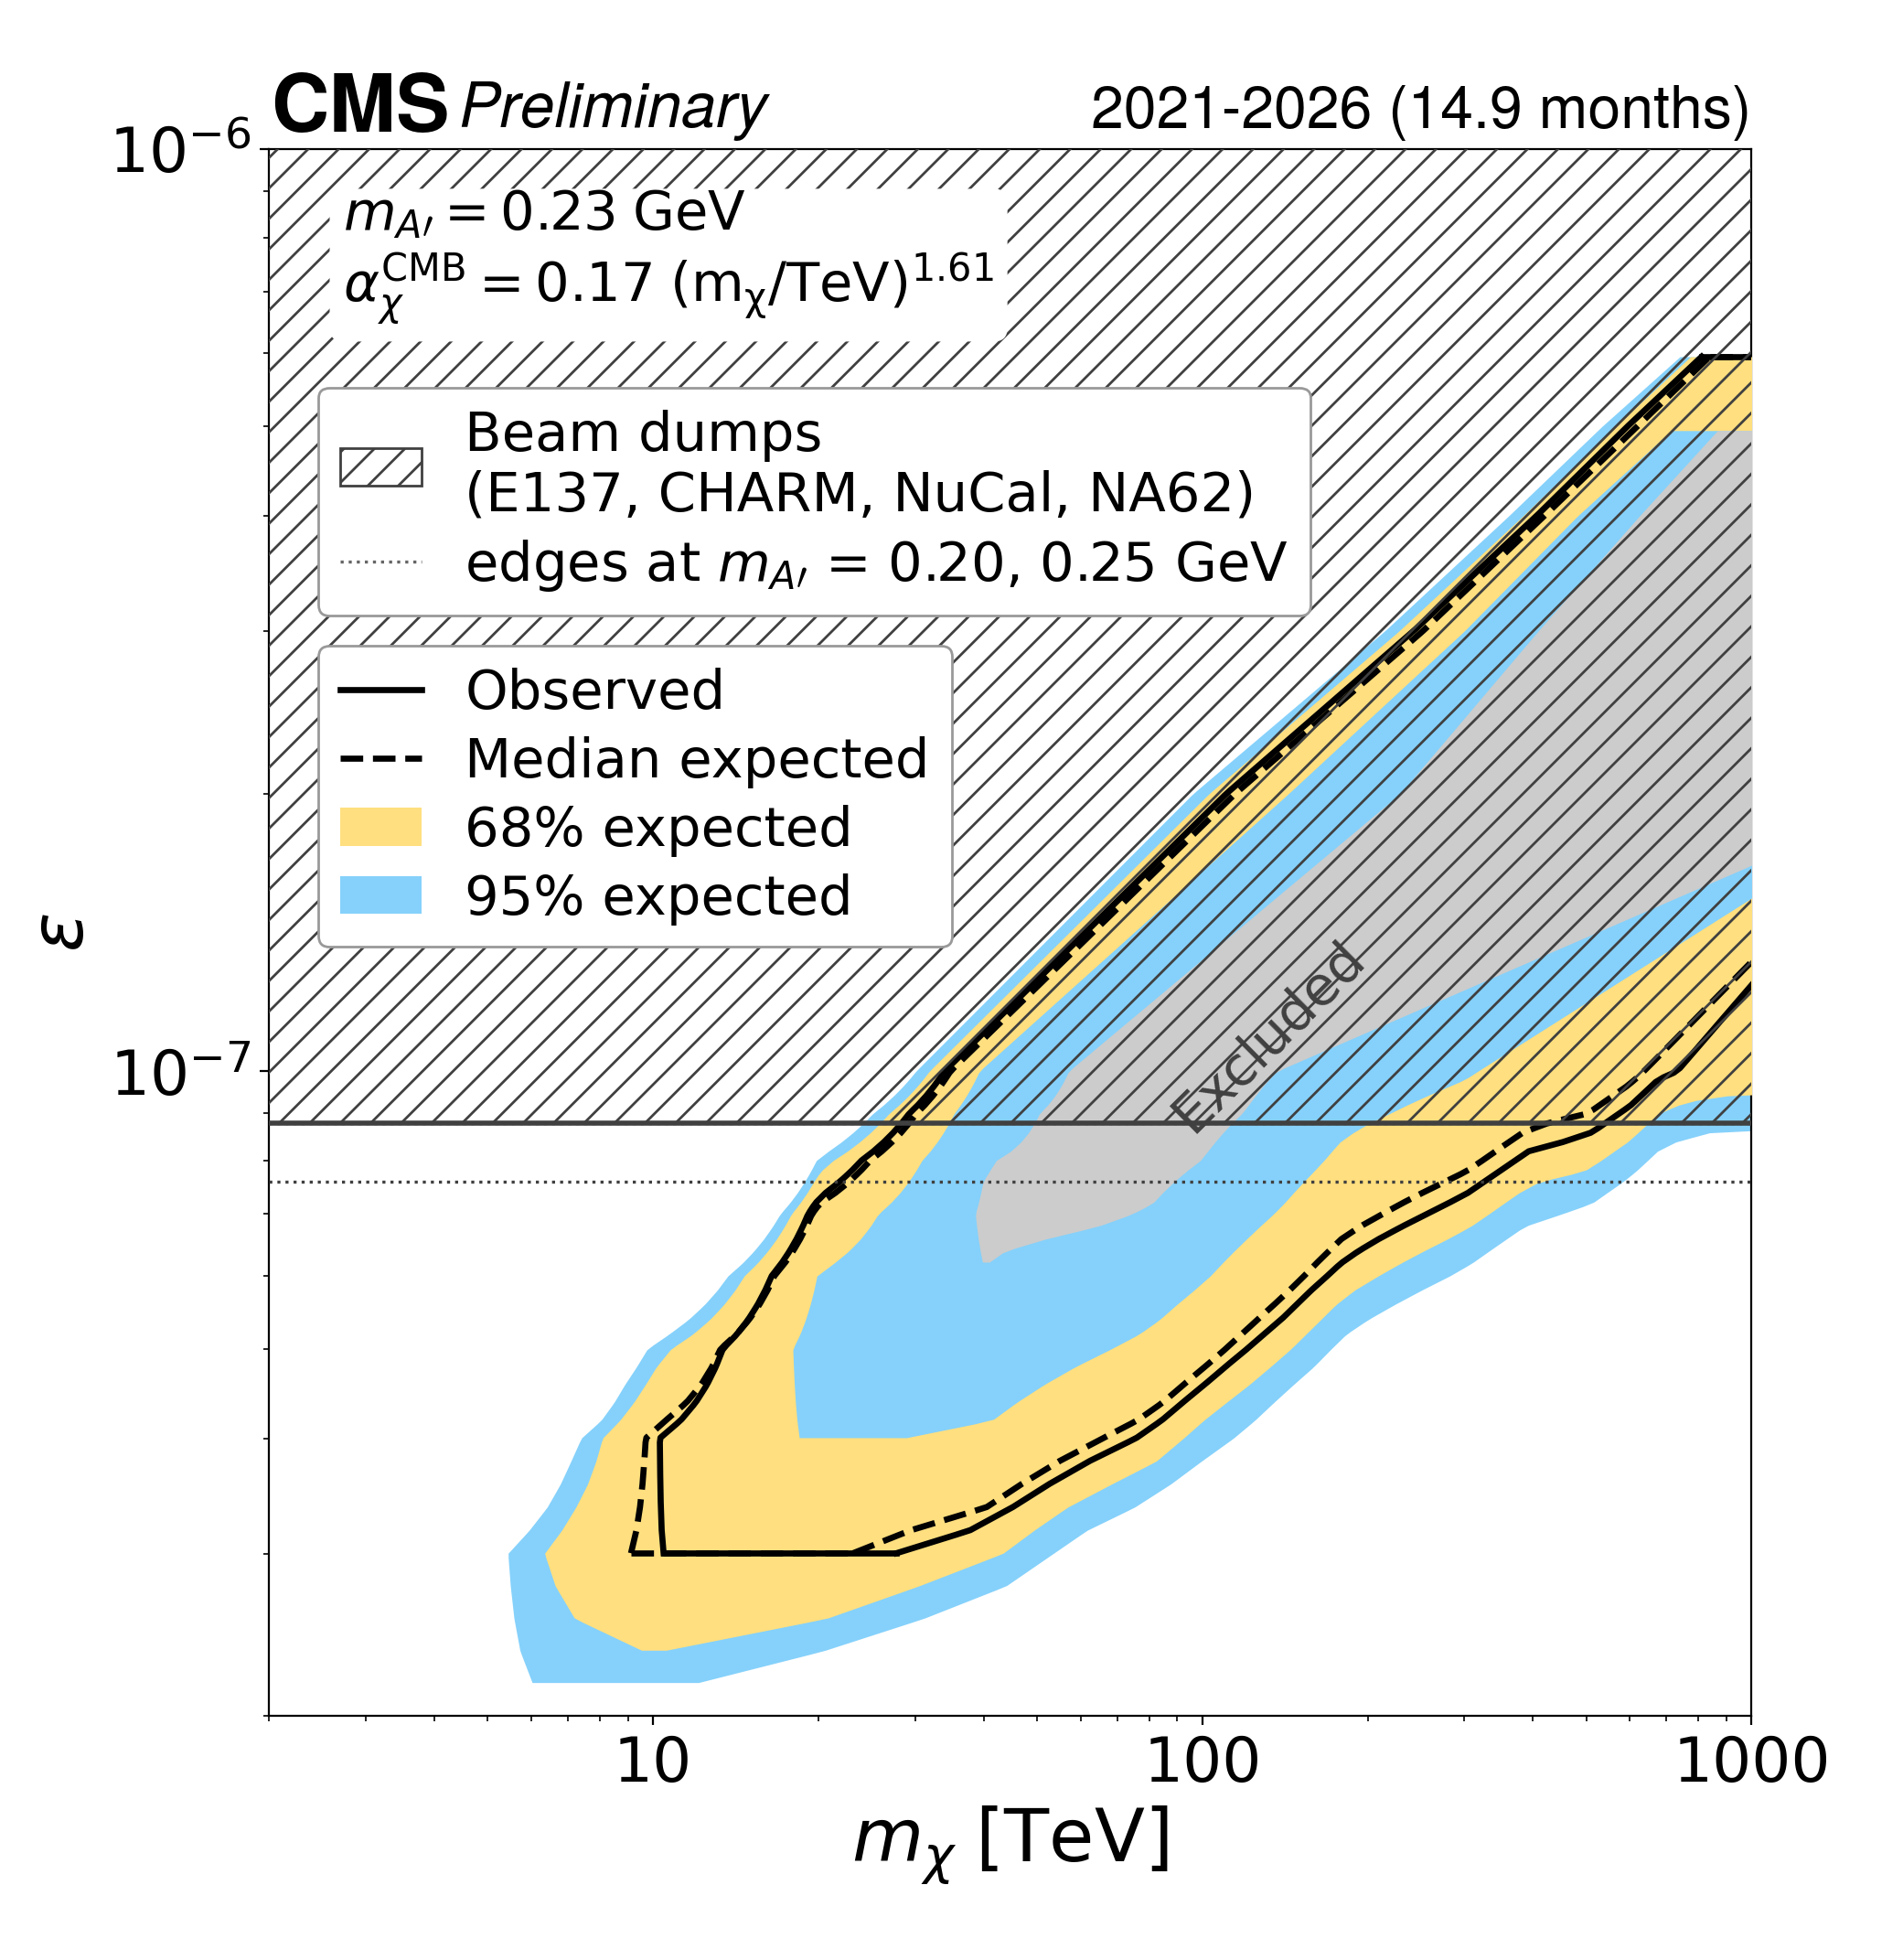 CMS Preliminary 2021-2026 (14.9 months)
10⁻⁶
m_A′ = 0.23 GeV
α_χ^CMB = 0.17 (m_χ/TeV)^1.61
Beam dumps
(E137, CHARM, NuCal, NA62)
edges at m_A′ = 0.20, 0.25 GeV
Observed
Median expected
68% expected
95% expected
ε
Excluded
10⁻⁷
10 100 1000
m_χ [TeV]